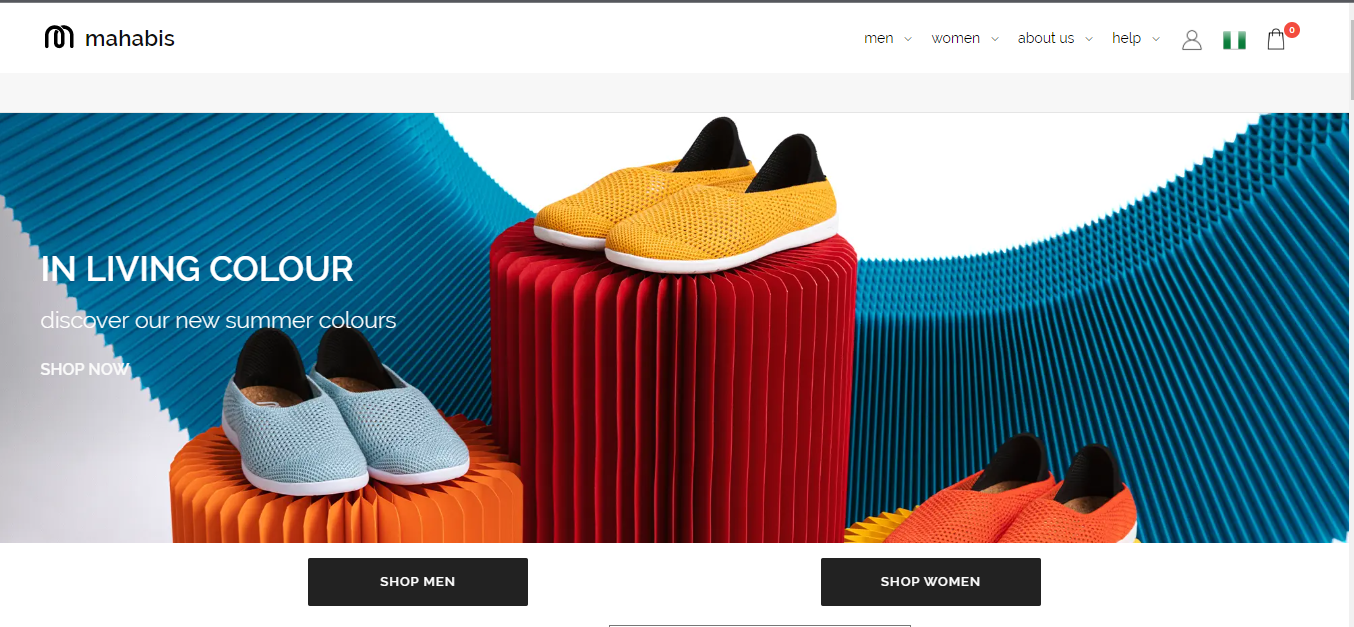 mahabis
men
women
about us
help
0
IN LIVING COLOUR
discover our new summer colours
SHOP NOW
SHOP MEN
SHOP WOMEN